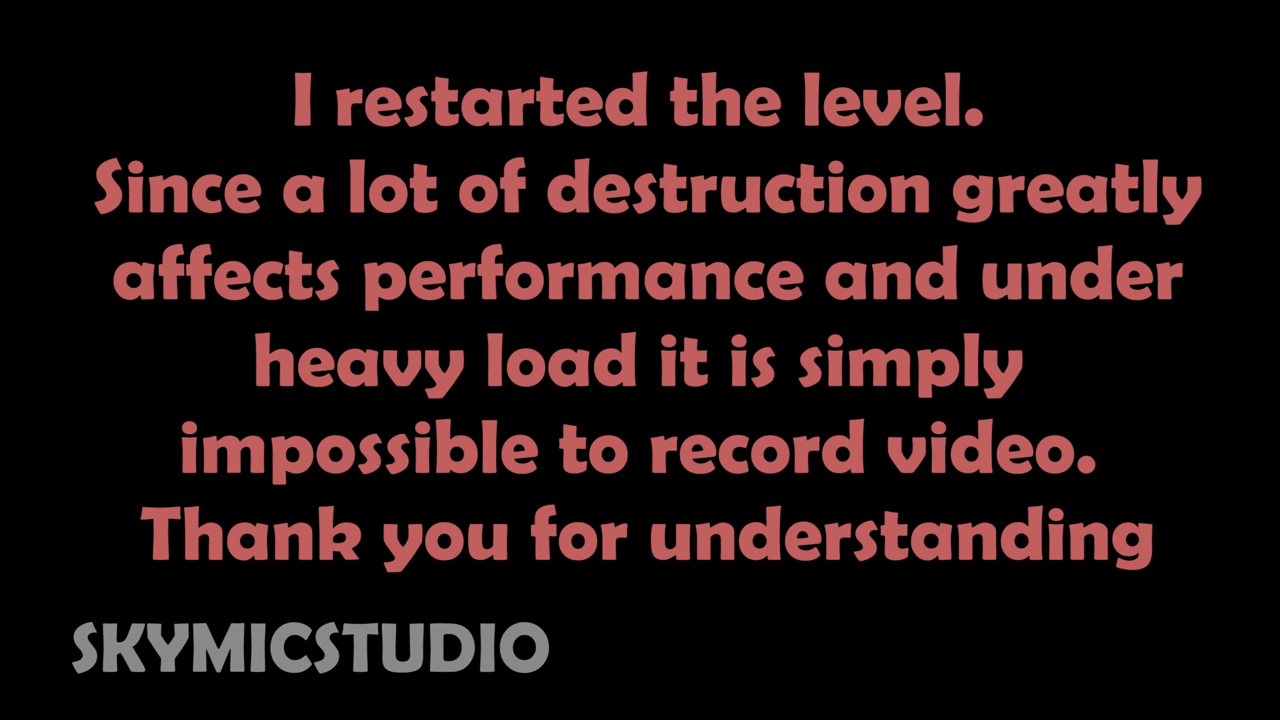 I restarted the level.
Since a lot of destruction greatly
affects performance and under
heavy load it is simply
impossible to record video.
Thank you for understanding
SKYMICSTUDIO